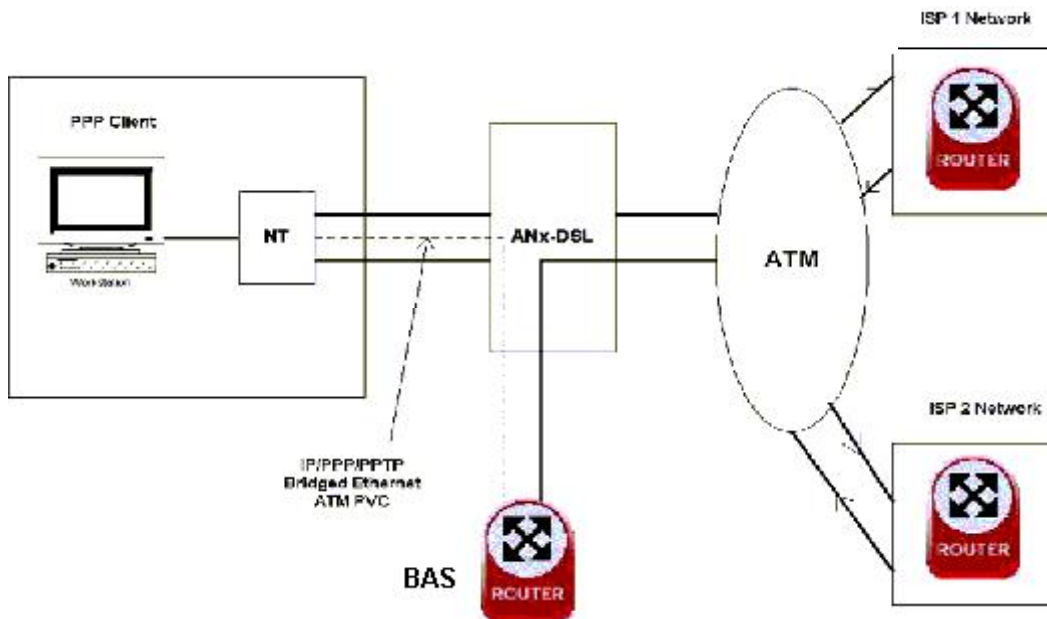 ISP 1 Network
ROUTER
PPP Client
Workstation
NT
ANx-DSL
ATM
ISP 2 Network
ROUTER
IP/PPP/PPTP
Bridged Ethernet
ATM PVC
BAS
ROUTER